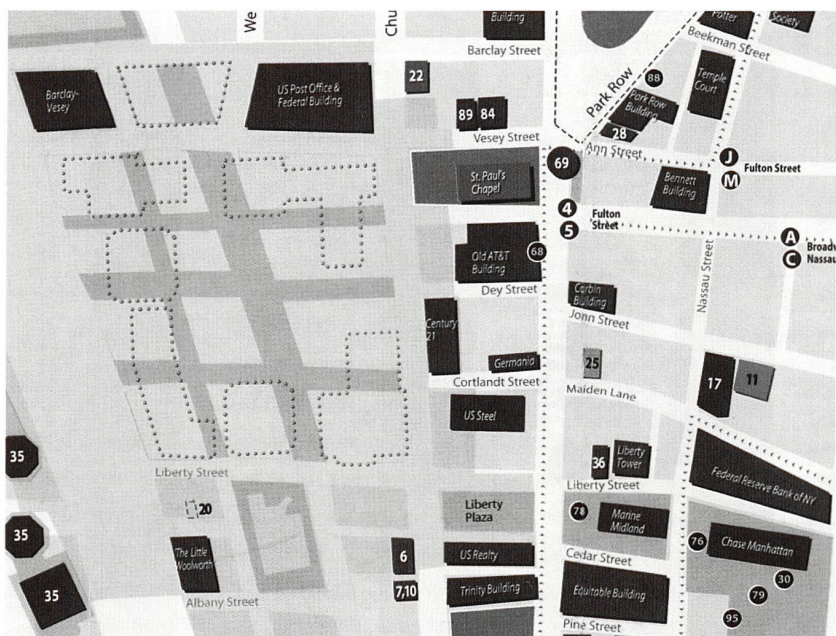 We
Chu
Building
Potter
Society
Barclay Street
Beekman Street
Barclay-
Vesey
US Post Office &
Federal Building
22
Park Row
88
Temple
Court
89
84
Park Row
Building
28
Vesey Street
Ann Street
69
J
Fulton Street
M
St. Paul's
Chapel
Bennett
Building
4
Fulton
Street
5
A
Broadw
C
Nassau
Old AT&T
Building
68
Nassau Street
Dey Street
Corbin
Building
John Street
Century
21
Germania
25
17
11
Cortlandt Street
Maiden Lane
US Steel
35
36
Liberty
Tower
Federal Reserve Bank of NY
Liberty Street
Liberty Street
20
Liberty
Plaza
78
Marine
Midland
35
76
Chase Manhattan
The Little
Woolworth
6
US Realty
Cedar Street
30
35
7,10
Trinity Building
Equitable Building
79
Albany Street
95
Pine Street